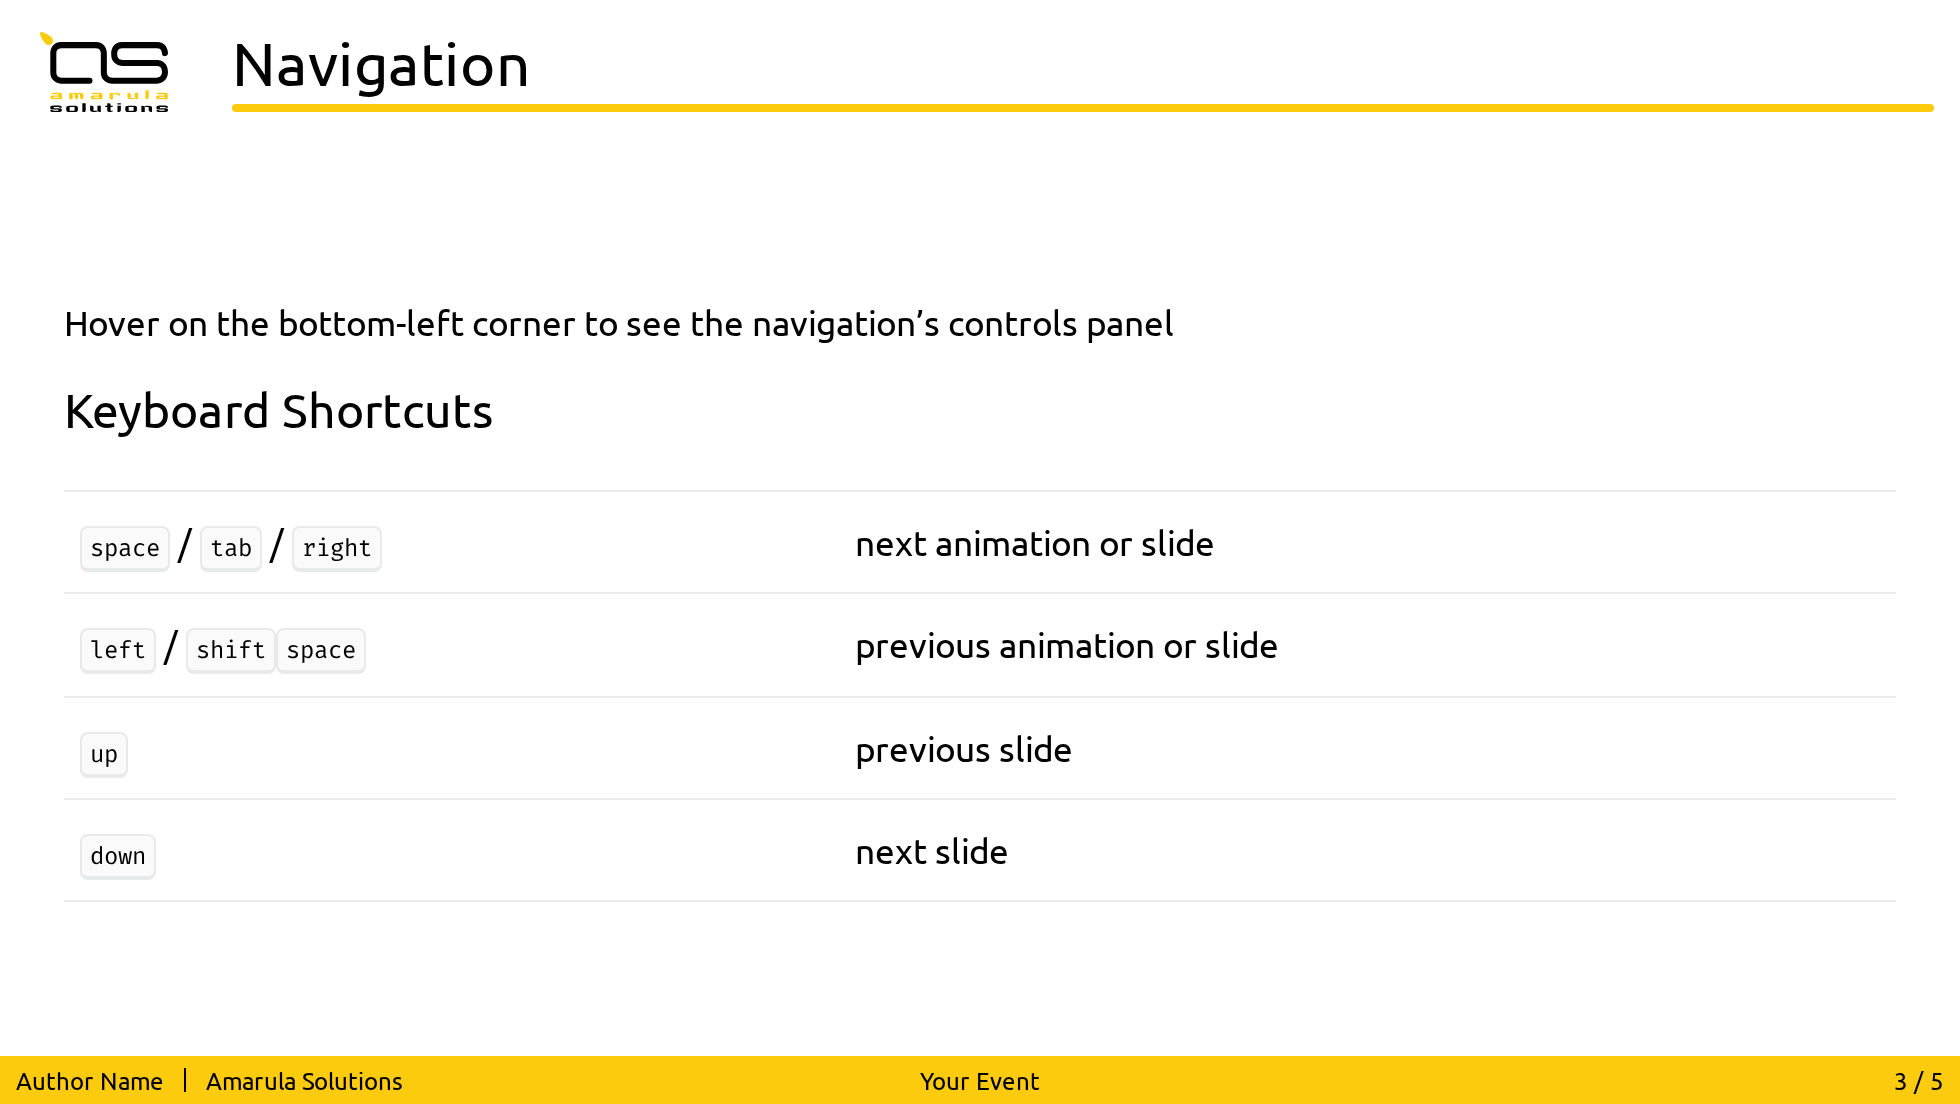 amarula
solutions
Navigation
Hover on the bottom-left corner to see the navigation’s controls panel
Keyboard Shortcuts
space / tab / right next animation or slide
left / shift space previous animation or slide
up previous slide
down next slide
Author Name | Amarula Solutions Your Event 3 / 5